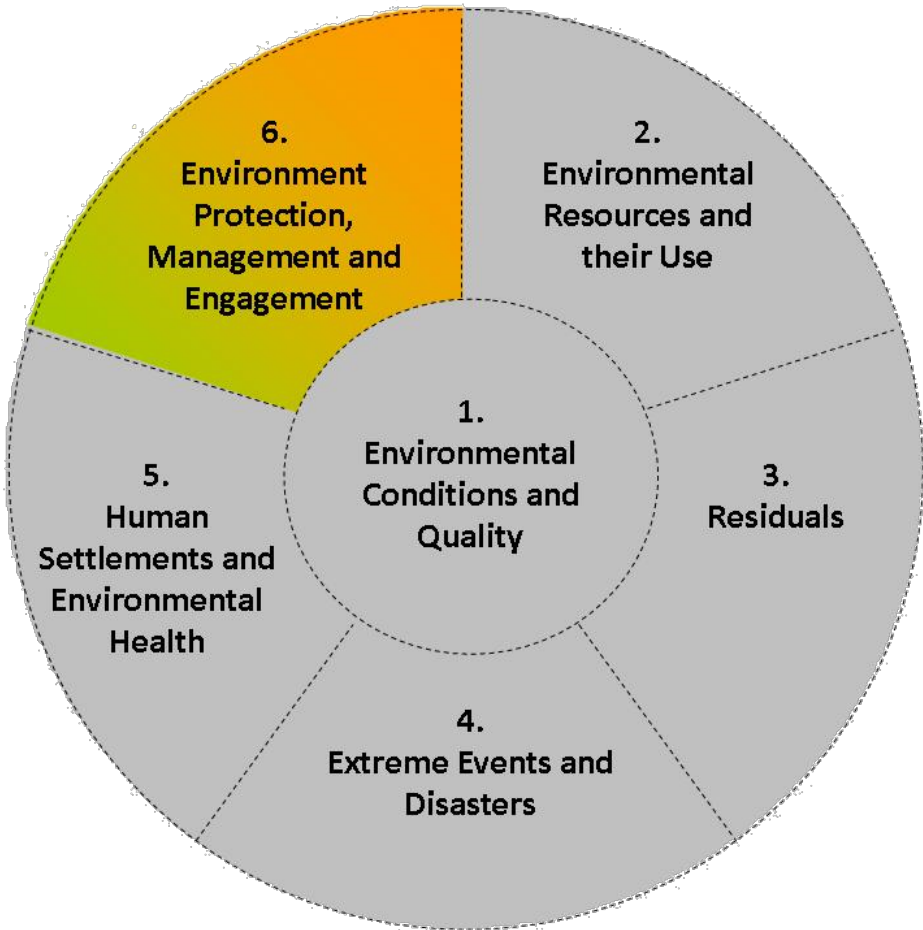 1.
Environmental
Conditions and
Quality
2.
Environmental
Resources and
their Use
3.
Residuals
4.
Extreme Events and
Disasters
5.
Human
Settlements and
Environmental
Health
6.
Environment
Protection,
Management and
Engagement